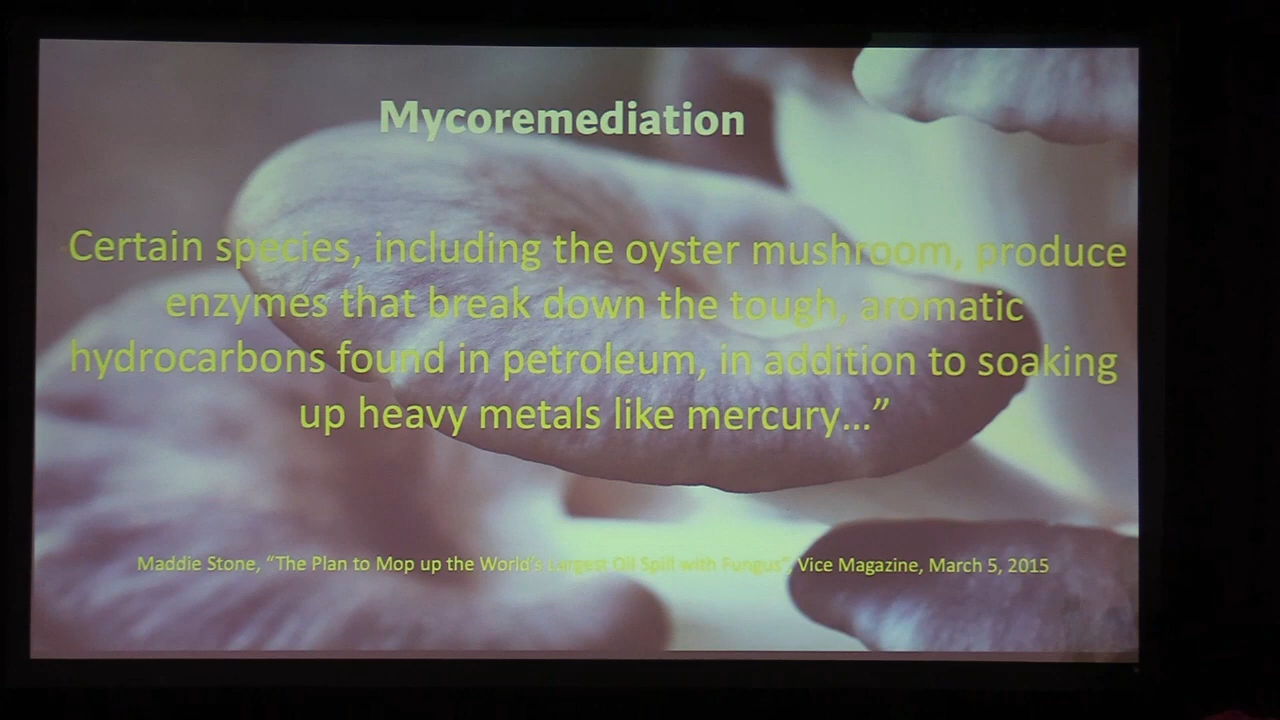 Mycoremediation
Certain species, including the oyster mushroom, produce
enzymes that break down the tough, aromatic
hydrocarbons found in petroleum, in addition to soaking
up heavy metals like mercury…”
Maddie Stone, “The Plan to Mop up the World’s Largest Oil Spill with Fungus”, Vice Magazine, March 5, 2015